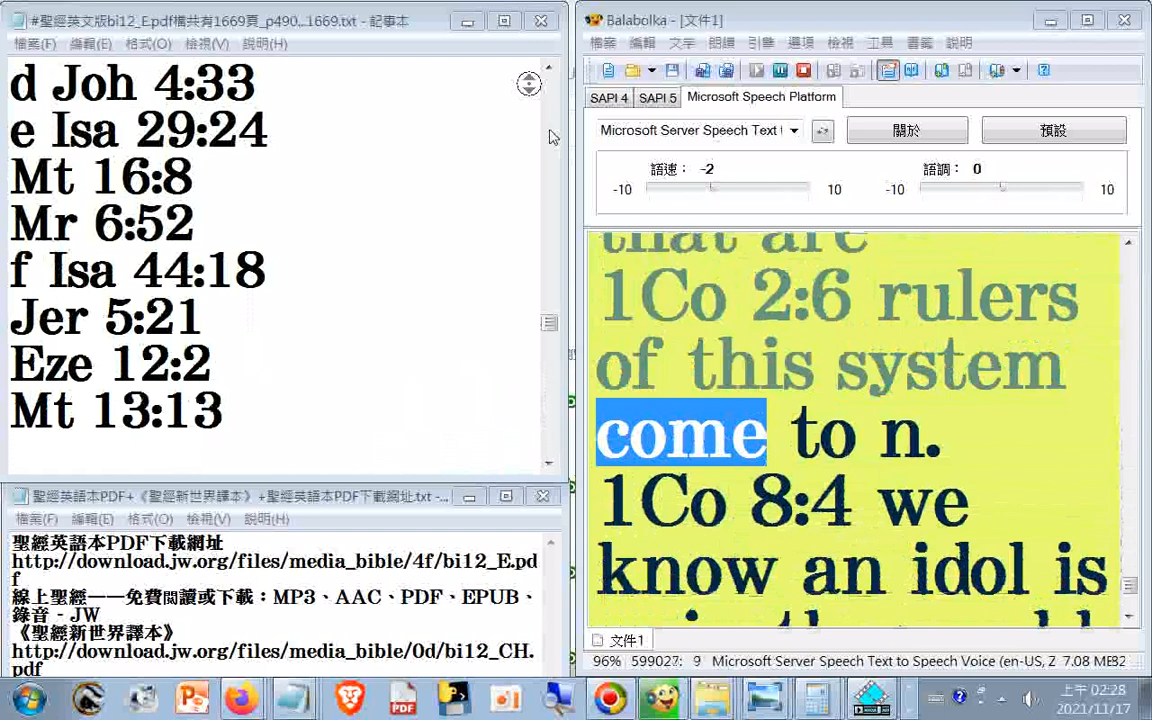 #聖經英文版bi12_E.pdf檔共有1669頁_p490,..1669.txt - 記事本
檔案(F) 編輯(E) 格式(O) 檢視(V) 說明(H)
d Joh 4:33
e Isa 29:24
Mt 16:8
Mr 6:52
f Isa 44:18
Jer 5:21
Eze 12:2
Mt 13:13
聖經英語本PDF+《聖經新世界譯本》+聖經英語本PDF下載網址.txt -...
檔案(F) 編輯(E) 格式(O) 檢視(V) 說明(H)
聖經英語本PDF下載網址
http://download.jw.org/files/media_bible/4f/bi12_E.pd
f
線上聖經——免費閱讀或下載：MP3、AAC、PDF、EPUB、
錄音 - JW
《聖經新世界譯本》
http://download.jw.org/files/media_bible/0d/bi12_CH.
pdf
Balabolka - [文件1]
檔案 編輯 文字 朗讀 引擎 選項 檢視 工具 書籤 說明
SAPI 4 SAPI 5 Microsoft Speech Platform
Microsoft Server Speech Text 關於 預設
語速： -2 語調： 0
-10 10 -10 10
that are
1Co 2:6 rulers
of this system
come to n.
1Co 8:4 we
know an idol is
文件1
96% 599027: 9 Microsoft Server Speech Text to Speech Voice (en-US, Z 7.08 MB
上午 02:28
2021/11/17